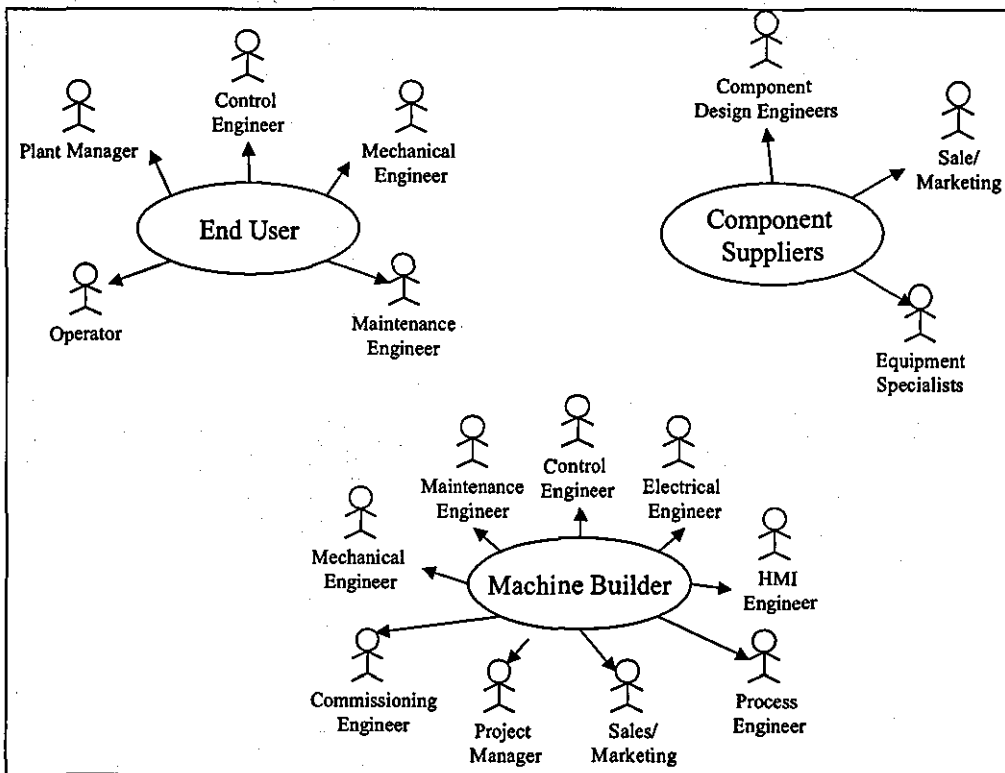 Control
Engineer
Plant Manager
Mechanical
Engineer
End User
Operator
Maintenance
Engineer
Component
Design Engineers
Sale/
Marketing
Component
Suppliers
Equipment
Specialists
Maintenance
Engineer
Control
Engineer
Electrical
Engineer
Mechanical
Engineer
Machine Builder
HMI
Engineer
Commissioning
Engineer
Project
Manager
Sales/
Marketing
Process
Engineer